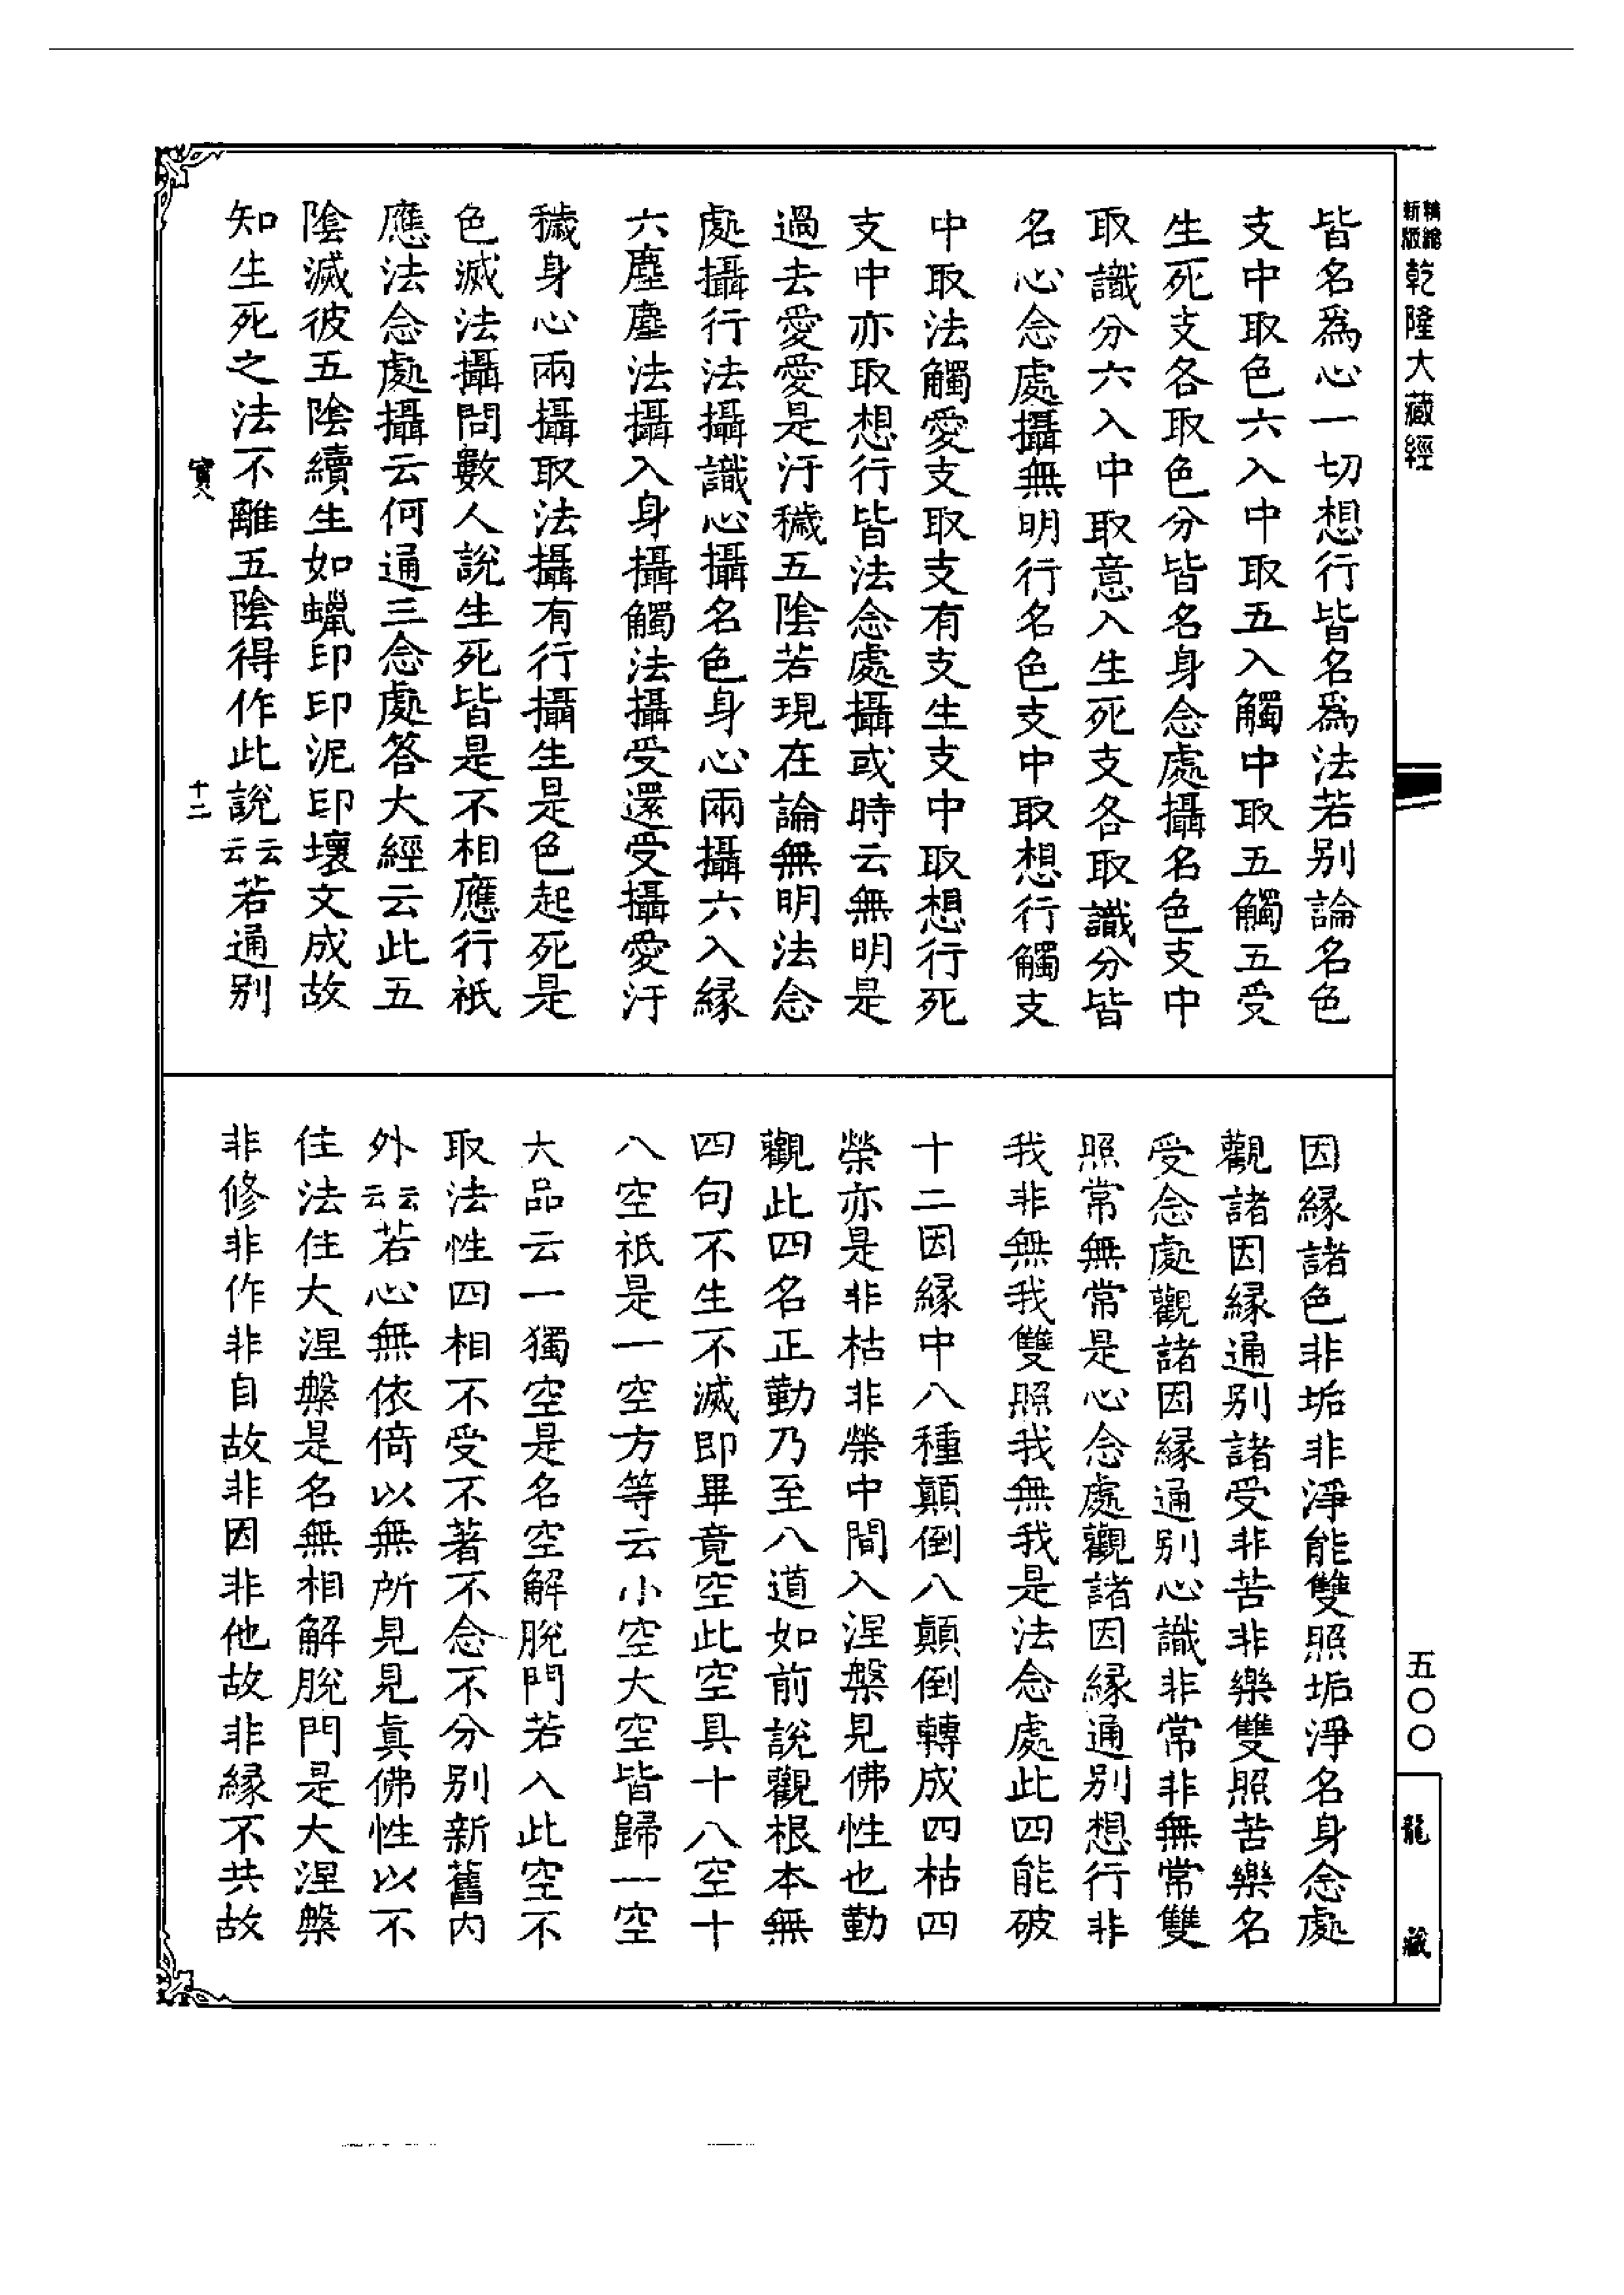 精縮新版乾隆大藏經
皆名爲心一切想行皆名爲法若别論名色
支中取色六入中取五入觸中取五觸五受
生死支各取色分皆名身念處攝名色支中
取識分六入中取意入生死支各取識分皆
名心念處攝無明行名色支中取想行觸支
中取法觸愛支取支有支生支中取想行死
支中亦取想行皆法念處攝或時云無明是
過去愛愛是汙穢五陰若現在論無明法念
處攝行法攝識心攝名色身心兩攝六入緣
六塵塵法攝入身攝觸法攝受還受攝愛汙
穢身心兩攝取法攝有行攝生是色起死是
色滅法攝問數人說生死皆是不相應行祇
應法念處攝云何通三念處答大經云此五
陰滅彼五陰續生如蠟印印泥印壞文成故
知生死之法不離五陰得作此說云云若通别
十二
因緣諸色非垢非淨能雙照垢淨名身念處
觀諸因緣通别諸受非苦非樂雙照苦樂名
受念處觀諸因緣通别心識非常非無常雙
照常無常是心念處觀諸因緣通别想行非
我非無我雙照我無我是法念處此四能破
十二因緣中八種顛倒八顛倒轉成四枯四
榮亦是非枯非榮中間入涅槃見佛性也勤
觀此四名正勤乃至八道如前說觀根本無
四句不生不滅即畢竟空此空具十八空十
八空祇是一空方等云小空大空皆歸一空
大品云一獨空是名空解脫門若入此空不
取法性四相不受不著不念不分别新舊内
外云云若心無依倚以無所見見真佛性以不
住法住大涅槃是名無相解脫門是大涅槃
非修非作非自故非因非他故非緣不共故
五〇〇
龍藏